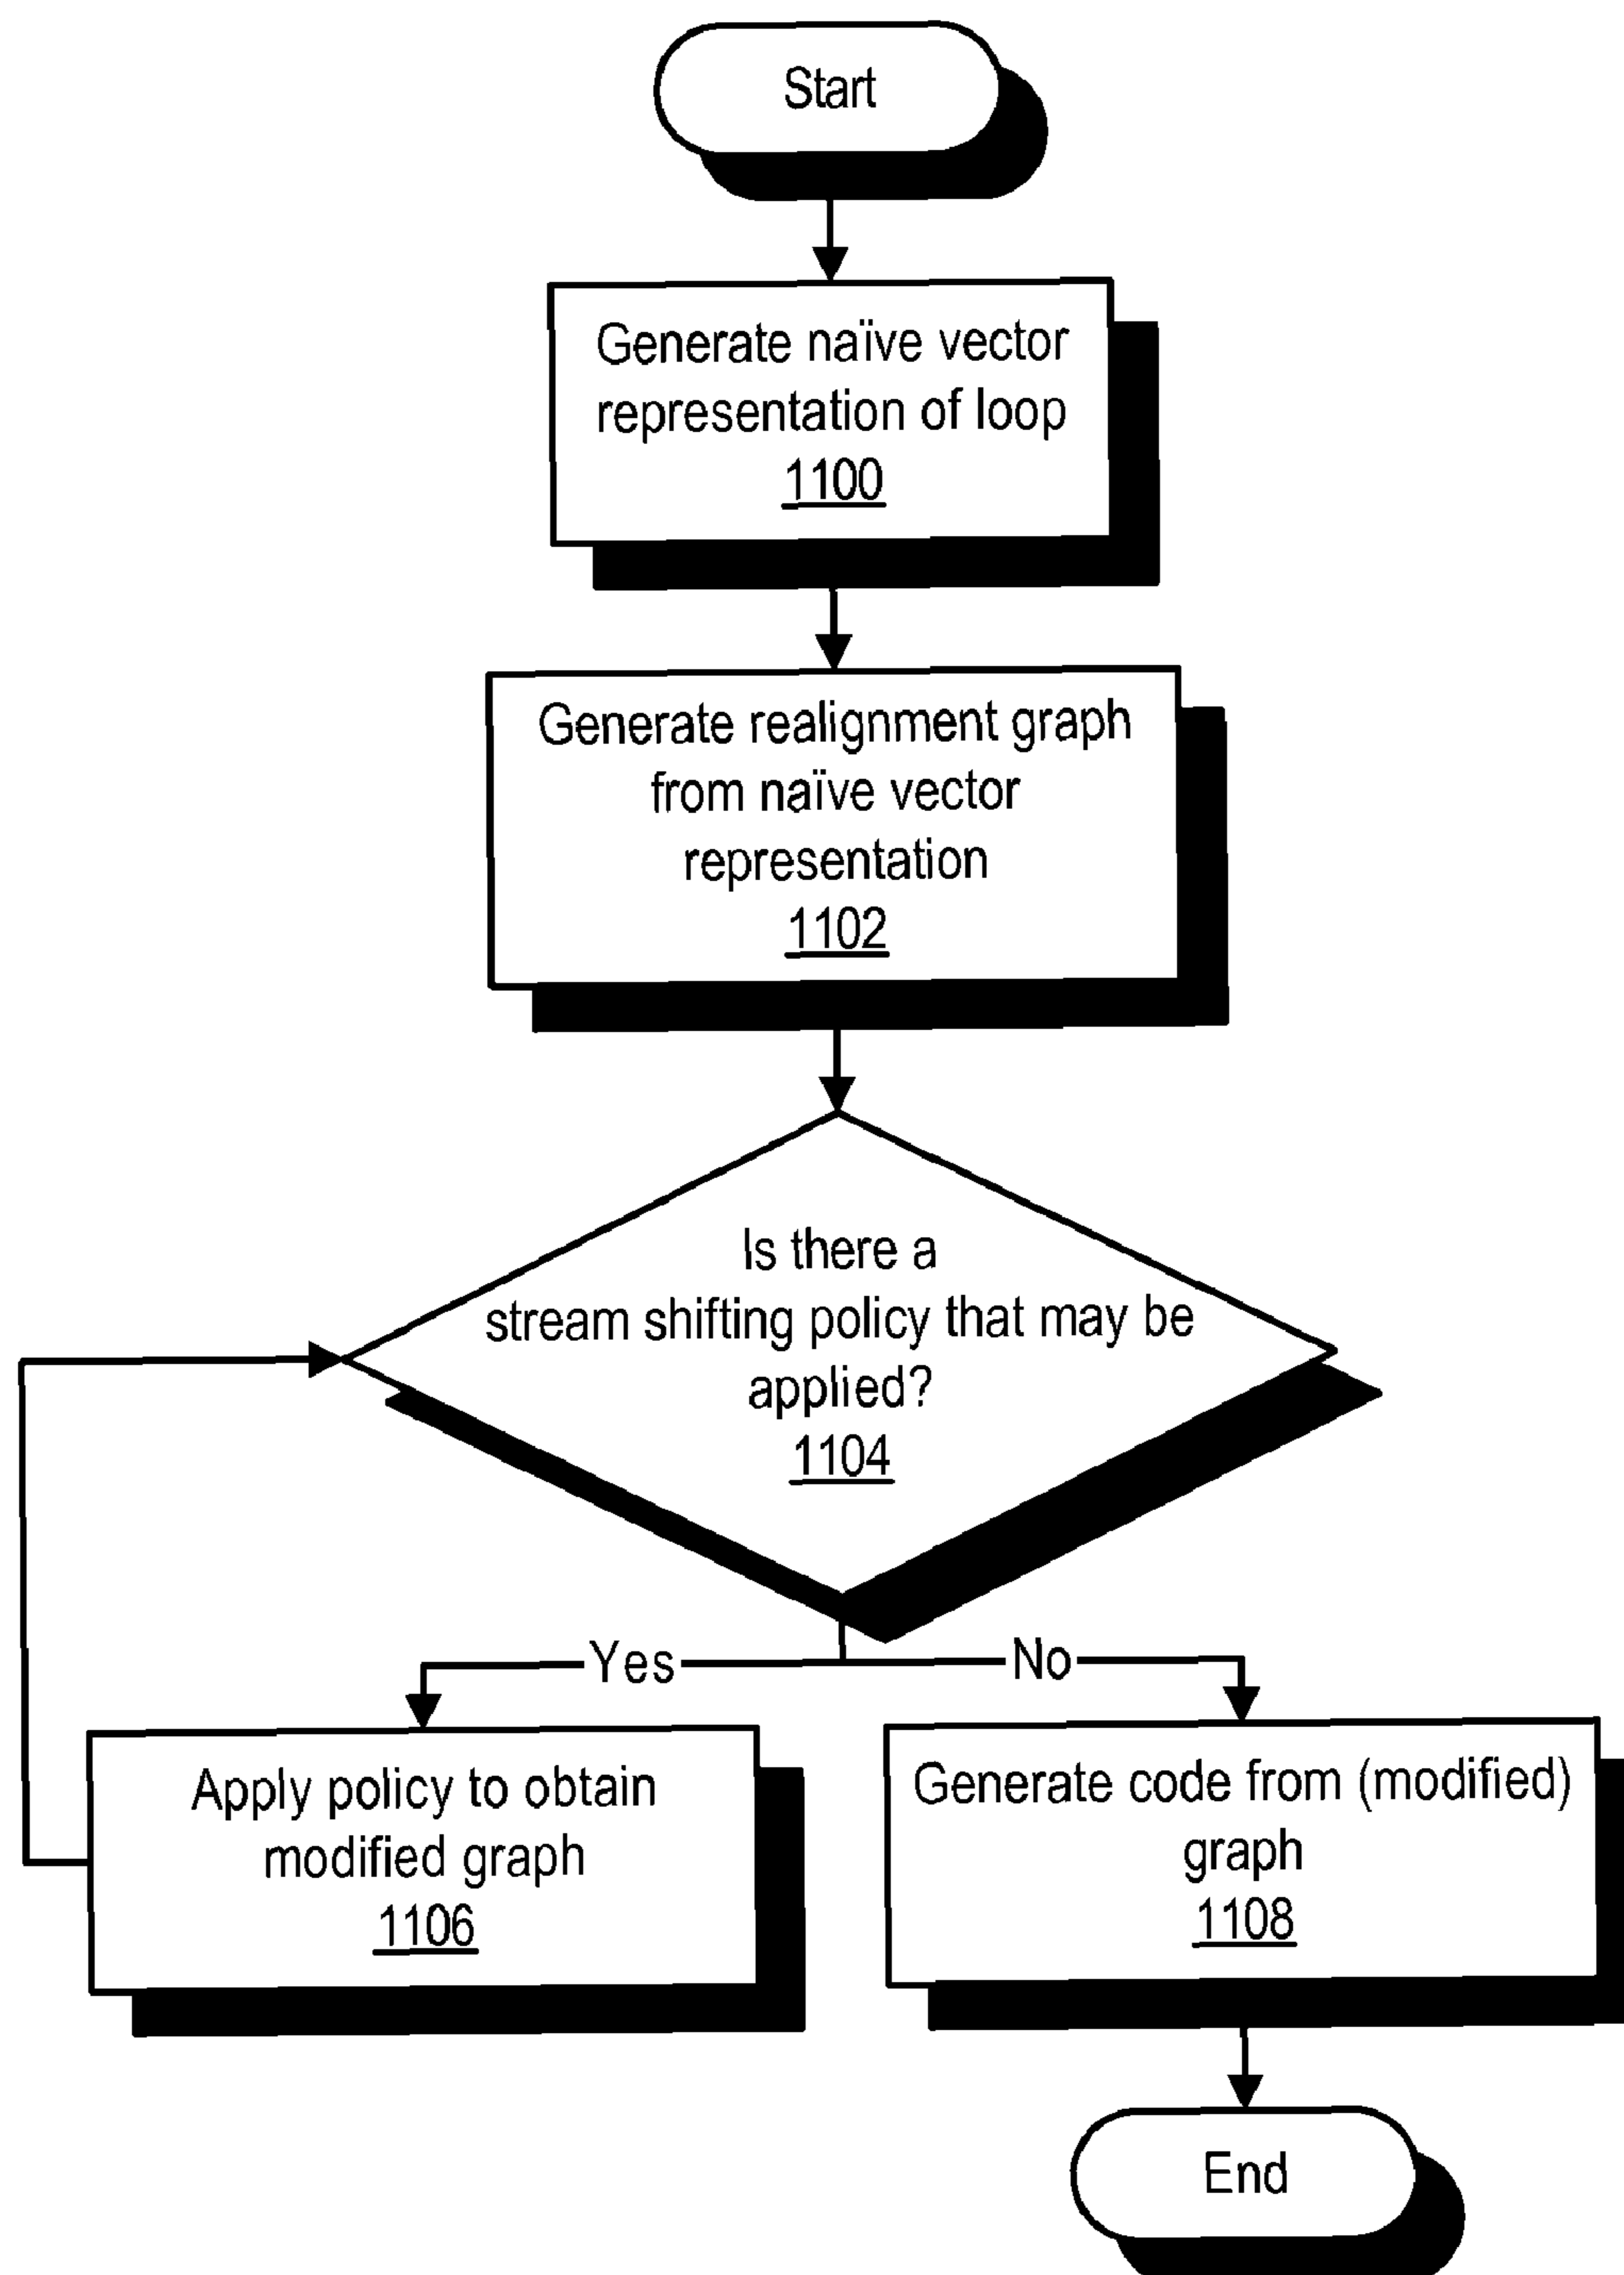 Start
Generate naïve vector
representation of loop
1100
Generate realignment graph
from naïve vector
representation
1102
Is there a
stream shifting policy that may be
applied?
1104
Yes
No
Apply policy to obtain
modified graph
1106
Generate code from (modified)
graph
1108
End